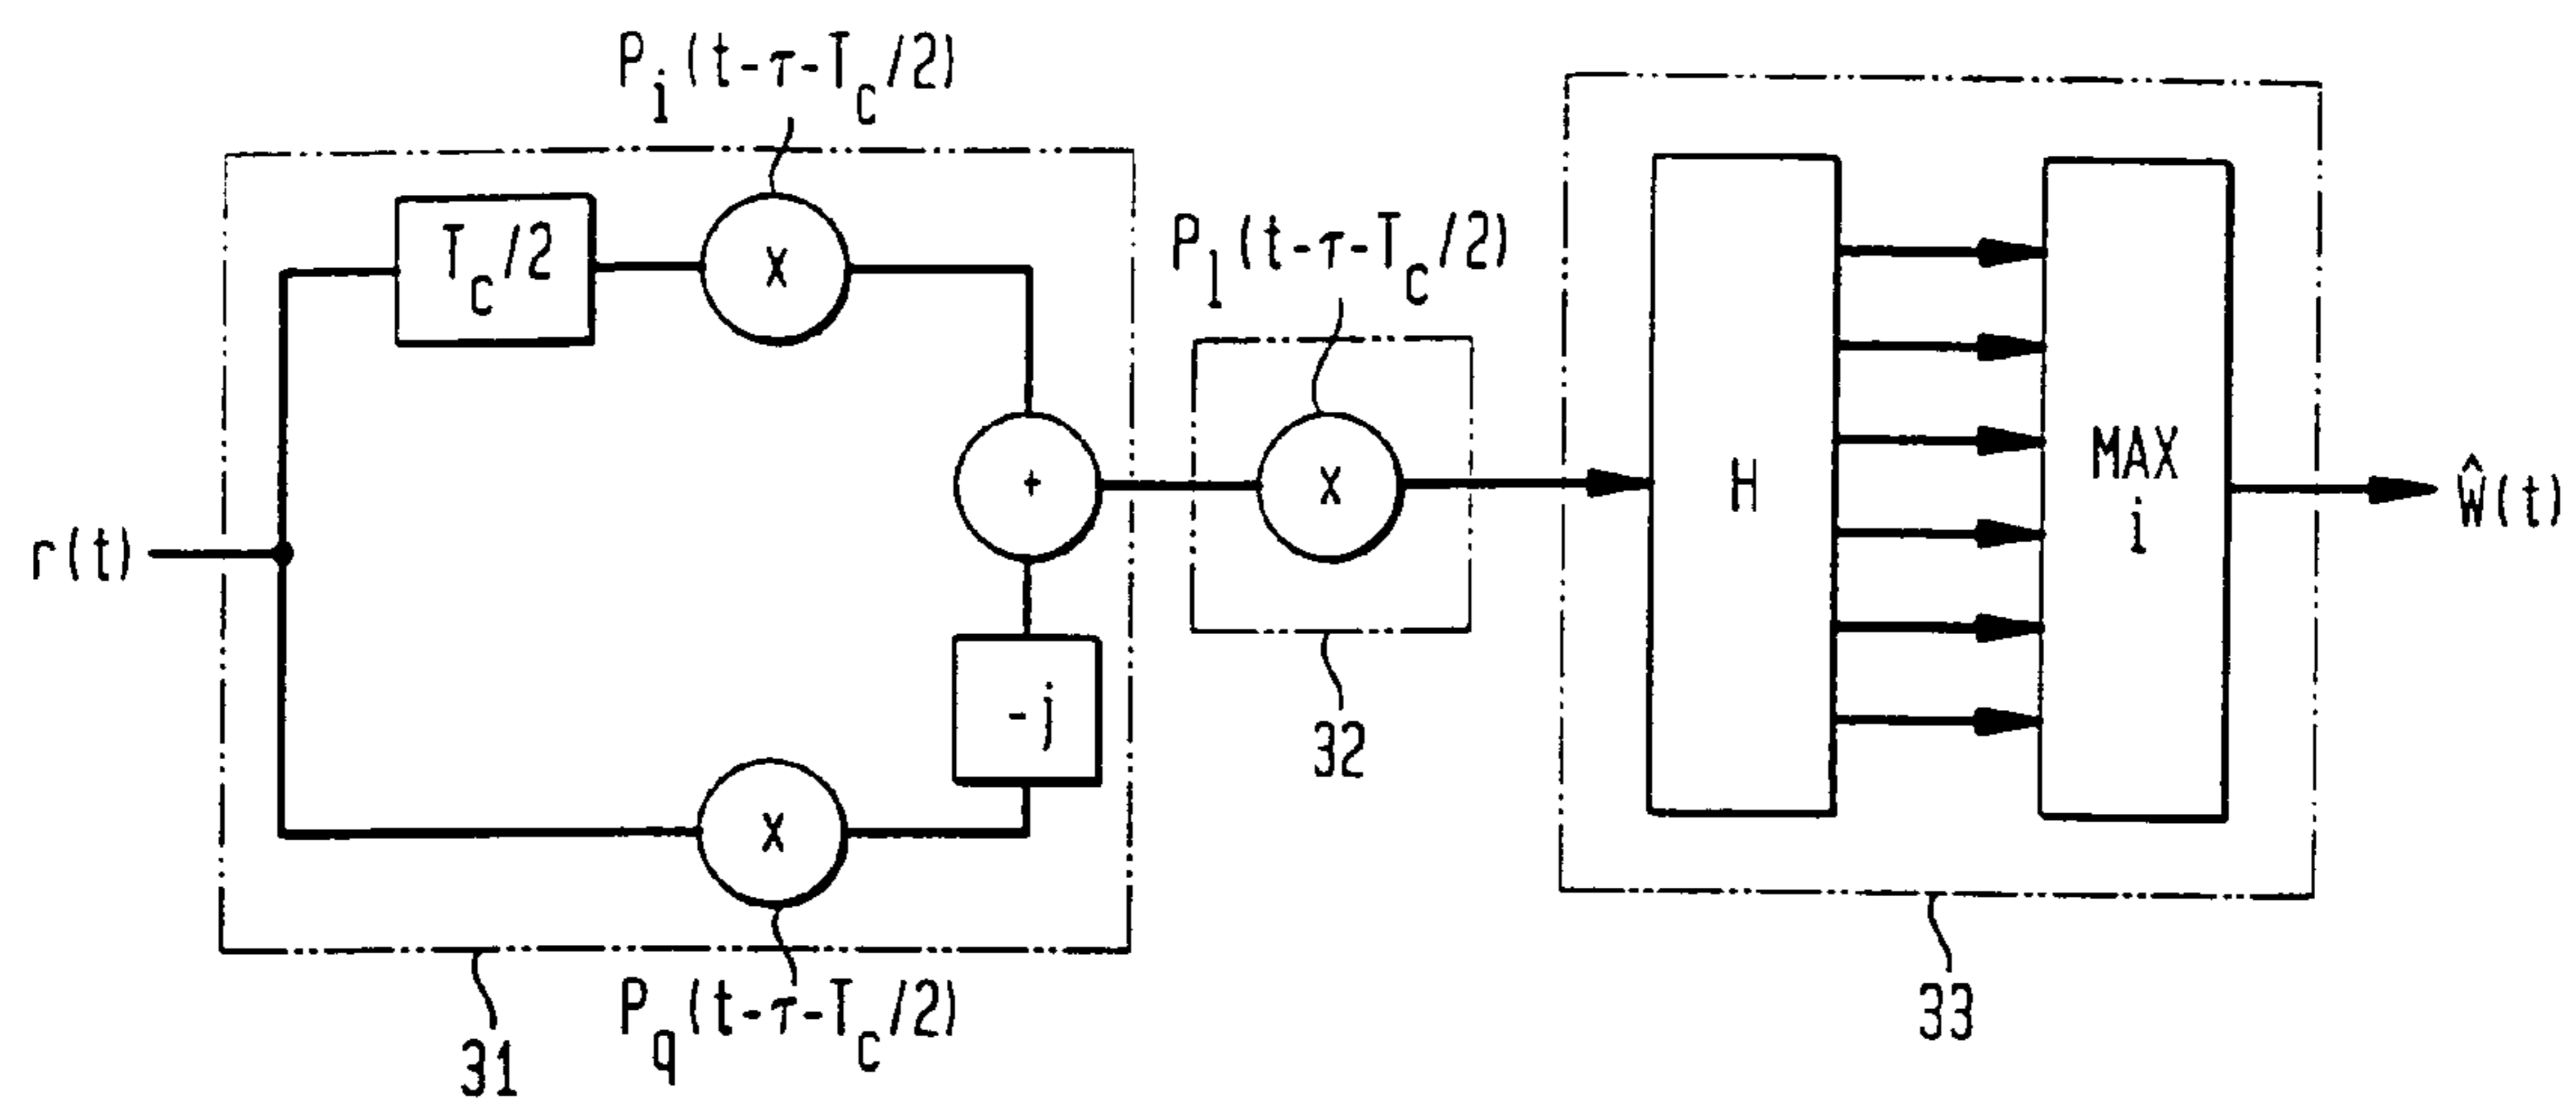 P_i(t-τ-T_c/2)
T_c/2
X
P_l(t-τ-T_c/2)
+
X
H
MAX
i
r(t)
Ŵ(t)
-j
X
32
33
P_q(t-τ-T_c/2)
31